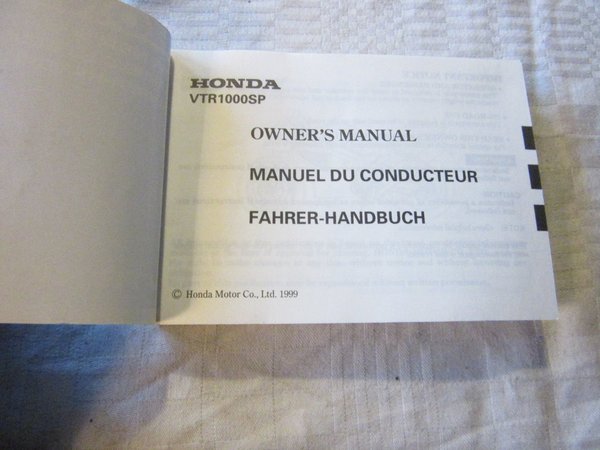 HONDA
VTR1000SP
OWNER'S MANUAL
MANUEL DU CONDUCTEUR
FAHRER-HANDBUCH
© Honda Motor Co., Ltd. 1999